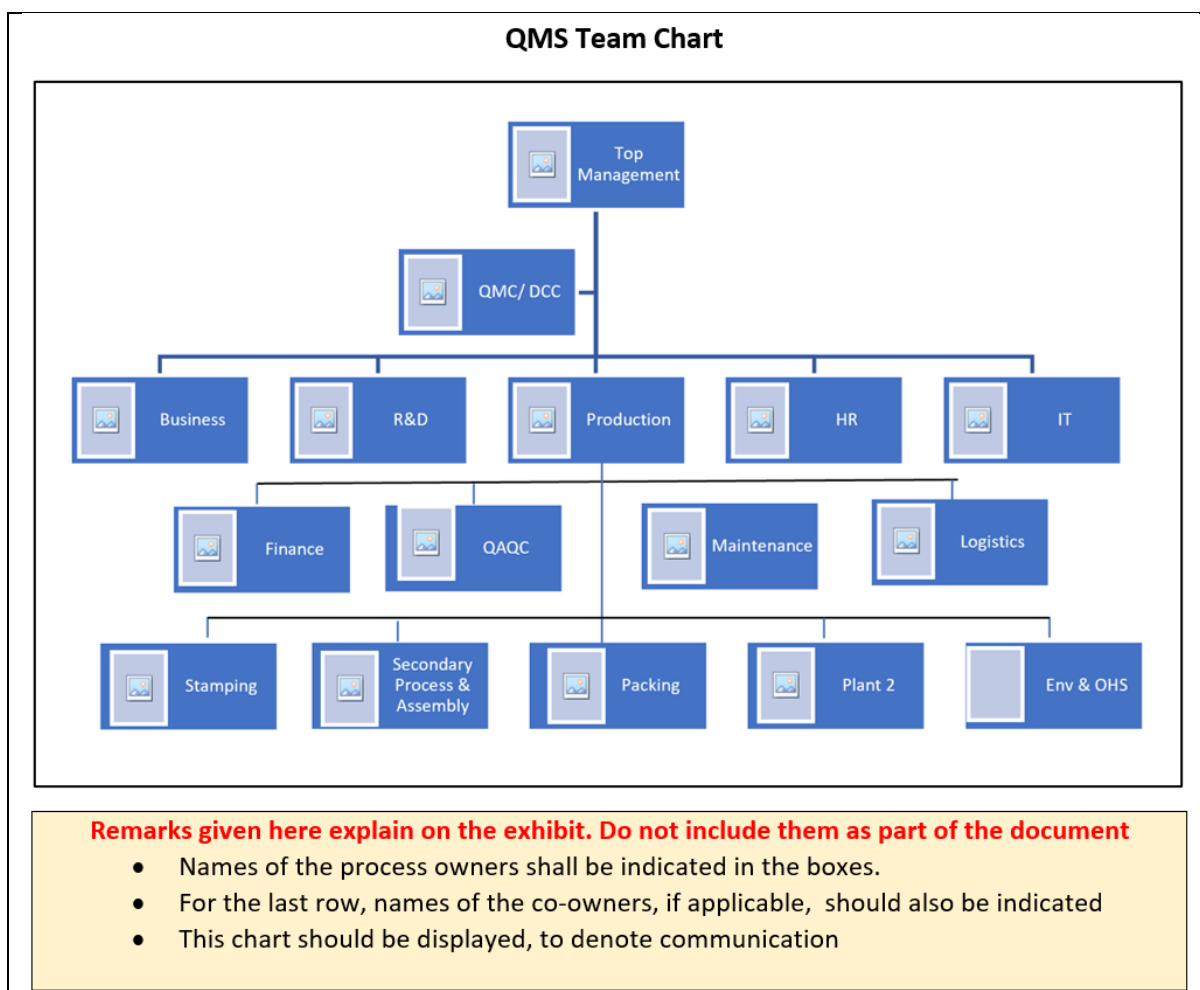 QMS Team Chart
Top
Management
QMC/ DCC
Business
R&D
Production
HR
IT
Finance
QAQC
Maintenance
Logistics
Stamping
Secondary
Process &
Assembly
Packing
Plant 2
Env & OHS
Remarks given here explain on the exhibit. Do not include them as part of the document
• Names of the process owners shall be indicated in the boxes.
• For the last row, names of the co-owners, if applicable, should also be indicated
• This chart should be displayed, to denote communication